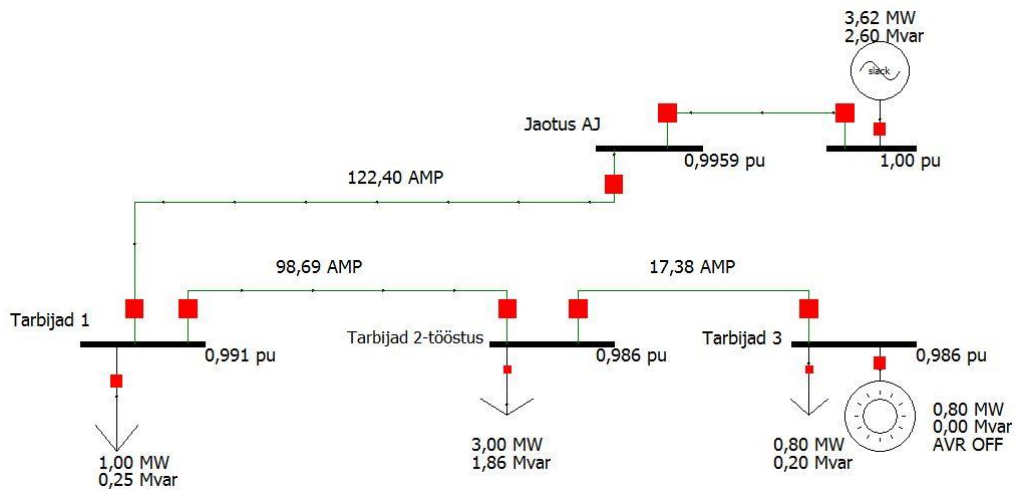 3,62 MW
2,60 Mvar
slack
Jaotus AJ
0,9959 pu
1,00 pu
122,40 AMP
98,69 AMP
17,38 AMP
Tarbijad 1
Tarbijad 2-tööstus
Tarbijad 3
0,991 pu
0,986 pu
0,986 pu
1,00 MW
0,25 Mvar
3,00 MW
1,86 Mvar
0,80 MW
0,20 Mvar
0,80 MW
0,00 Mvar
AVR OFF